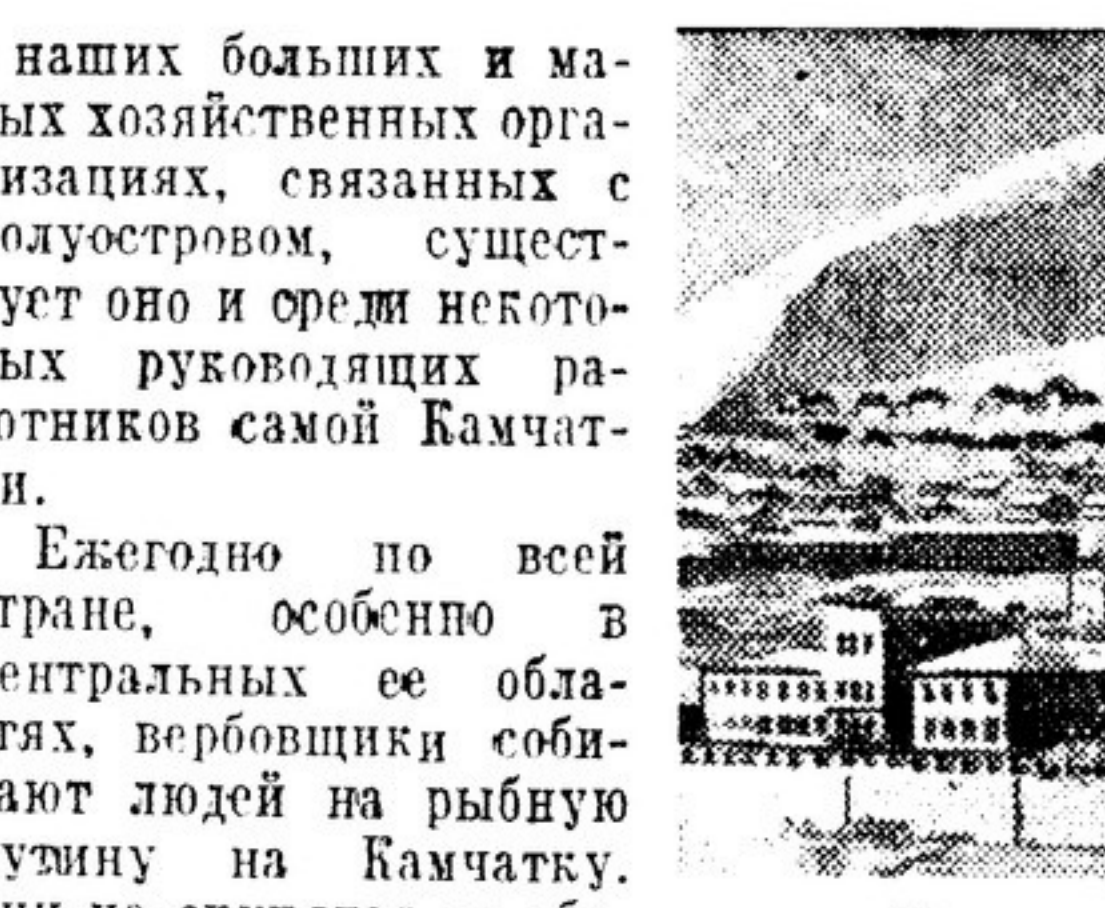 наших больших и ма-
ых хозяйственных орга-
изациях, связанных с
олуостровом, сущест-
ует оно и среди некото-
ых руководящих ра-
отников самой Камчат-
и.
Ежегодно по всей
тране, особенно в
ентральных ее обла-
тях, вербовщики соби-
ают людей на рыбную
утину на Камчатку.